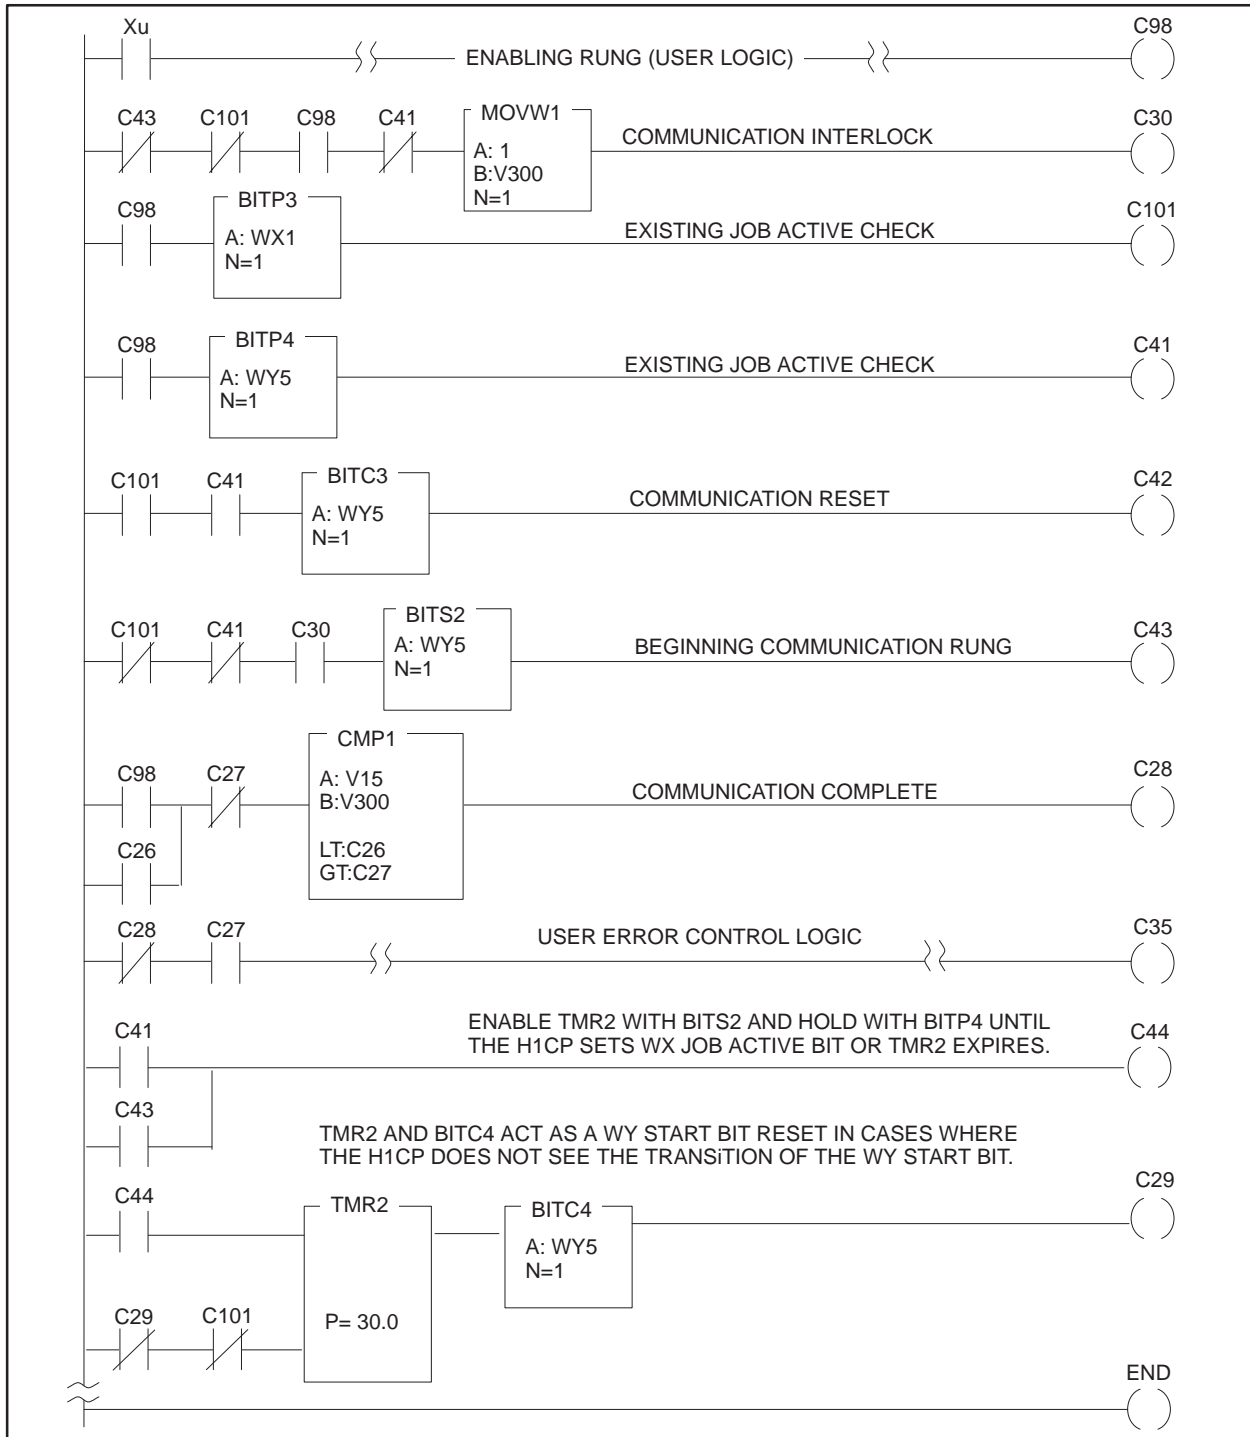 Xu
C98
ENABLING RUNG (USER LOGIC)
C43
C101
C98
C41
MOVW1
A: 1
B:V300
N=1
COMMUNICATION INTERLOCK
C30
C98
BITP3
A: WX1
N=1
EXISTING JOB ACTIVE CHECK
C101
C98
BITP4
A: WY5
N=1
EXISTING JOB ACTIVE CHECK
C41
C101
C41
BITC3
A: WY5
N=1
COMMUNICATION RESET
C42
C101
C41
C30
BITS2
A: WY5
N=1
BEGINNING COMMUNICATION RUNG
C43
C98
C27
C26
CMP1
A: V15
B:V300
LT:C26
GT:C27
COMMUNICATION COMPLETE
C28
C28
C27
USER ERROR CONTROL LOGIC
C35
C41
C43
ENABLE TMR2 WITH BITS2 AND HOLD WITH BITP4 UNTIL
THE H1CP SETS WX JOB ACTIVE BIT OR TMR2 EXPIRES.
C44
TMR2 AND BITC4 ACT AS A WY START BIT RESET IN CASES WHERE
THE H1CP DOES NOT SEE THE TRANSiTION OF THE WY START BIT.
C44
TMR2
P= 30.0
BITC4
A: WY5
N=1
C29
C29
C101
END